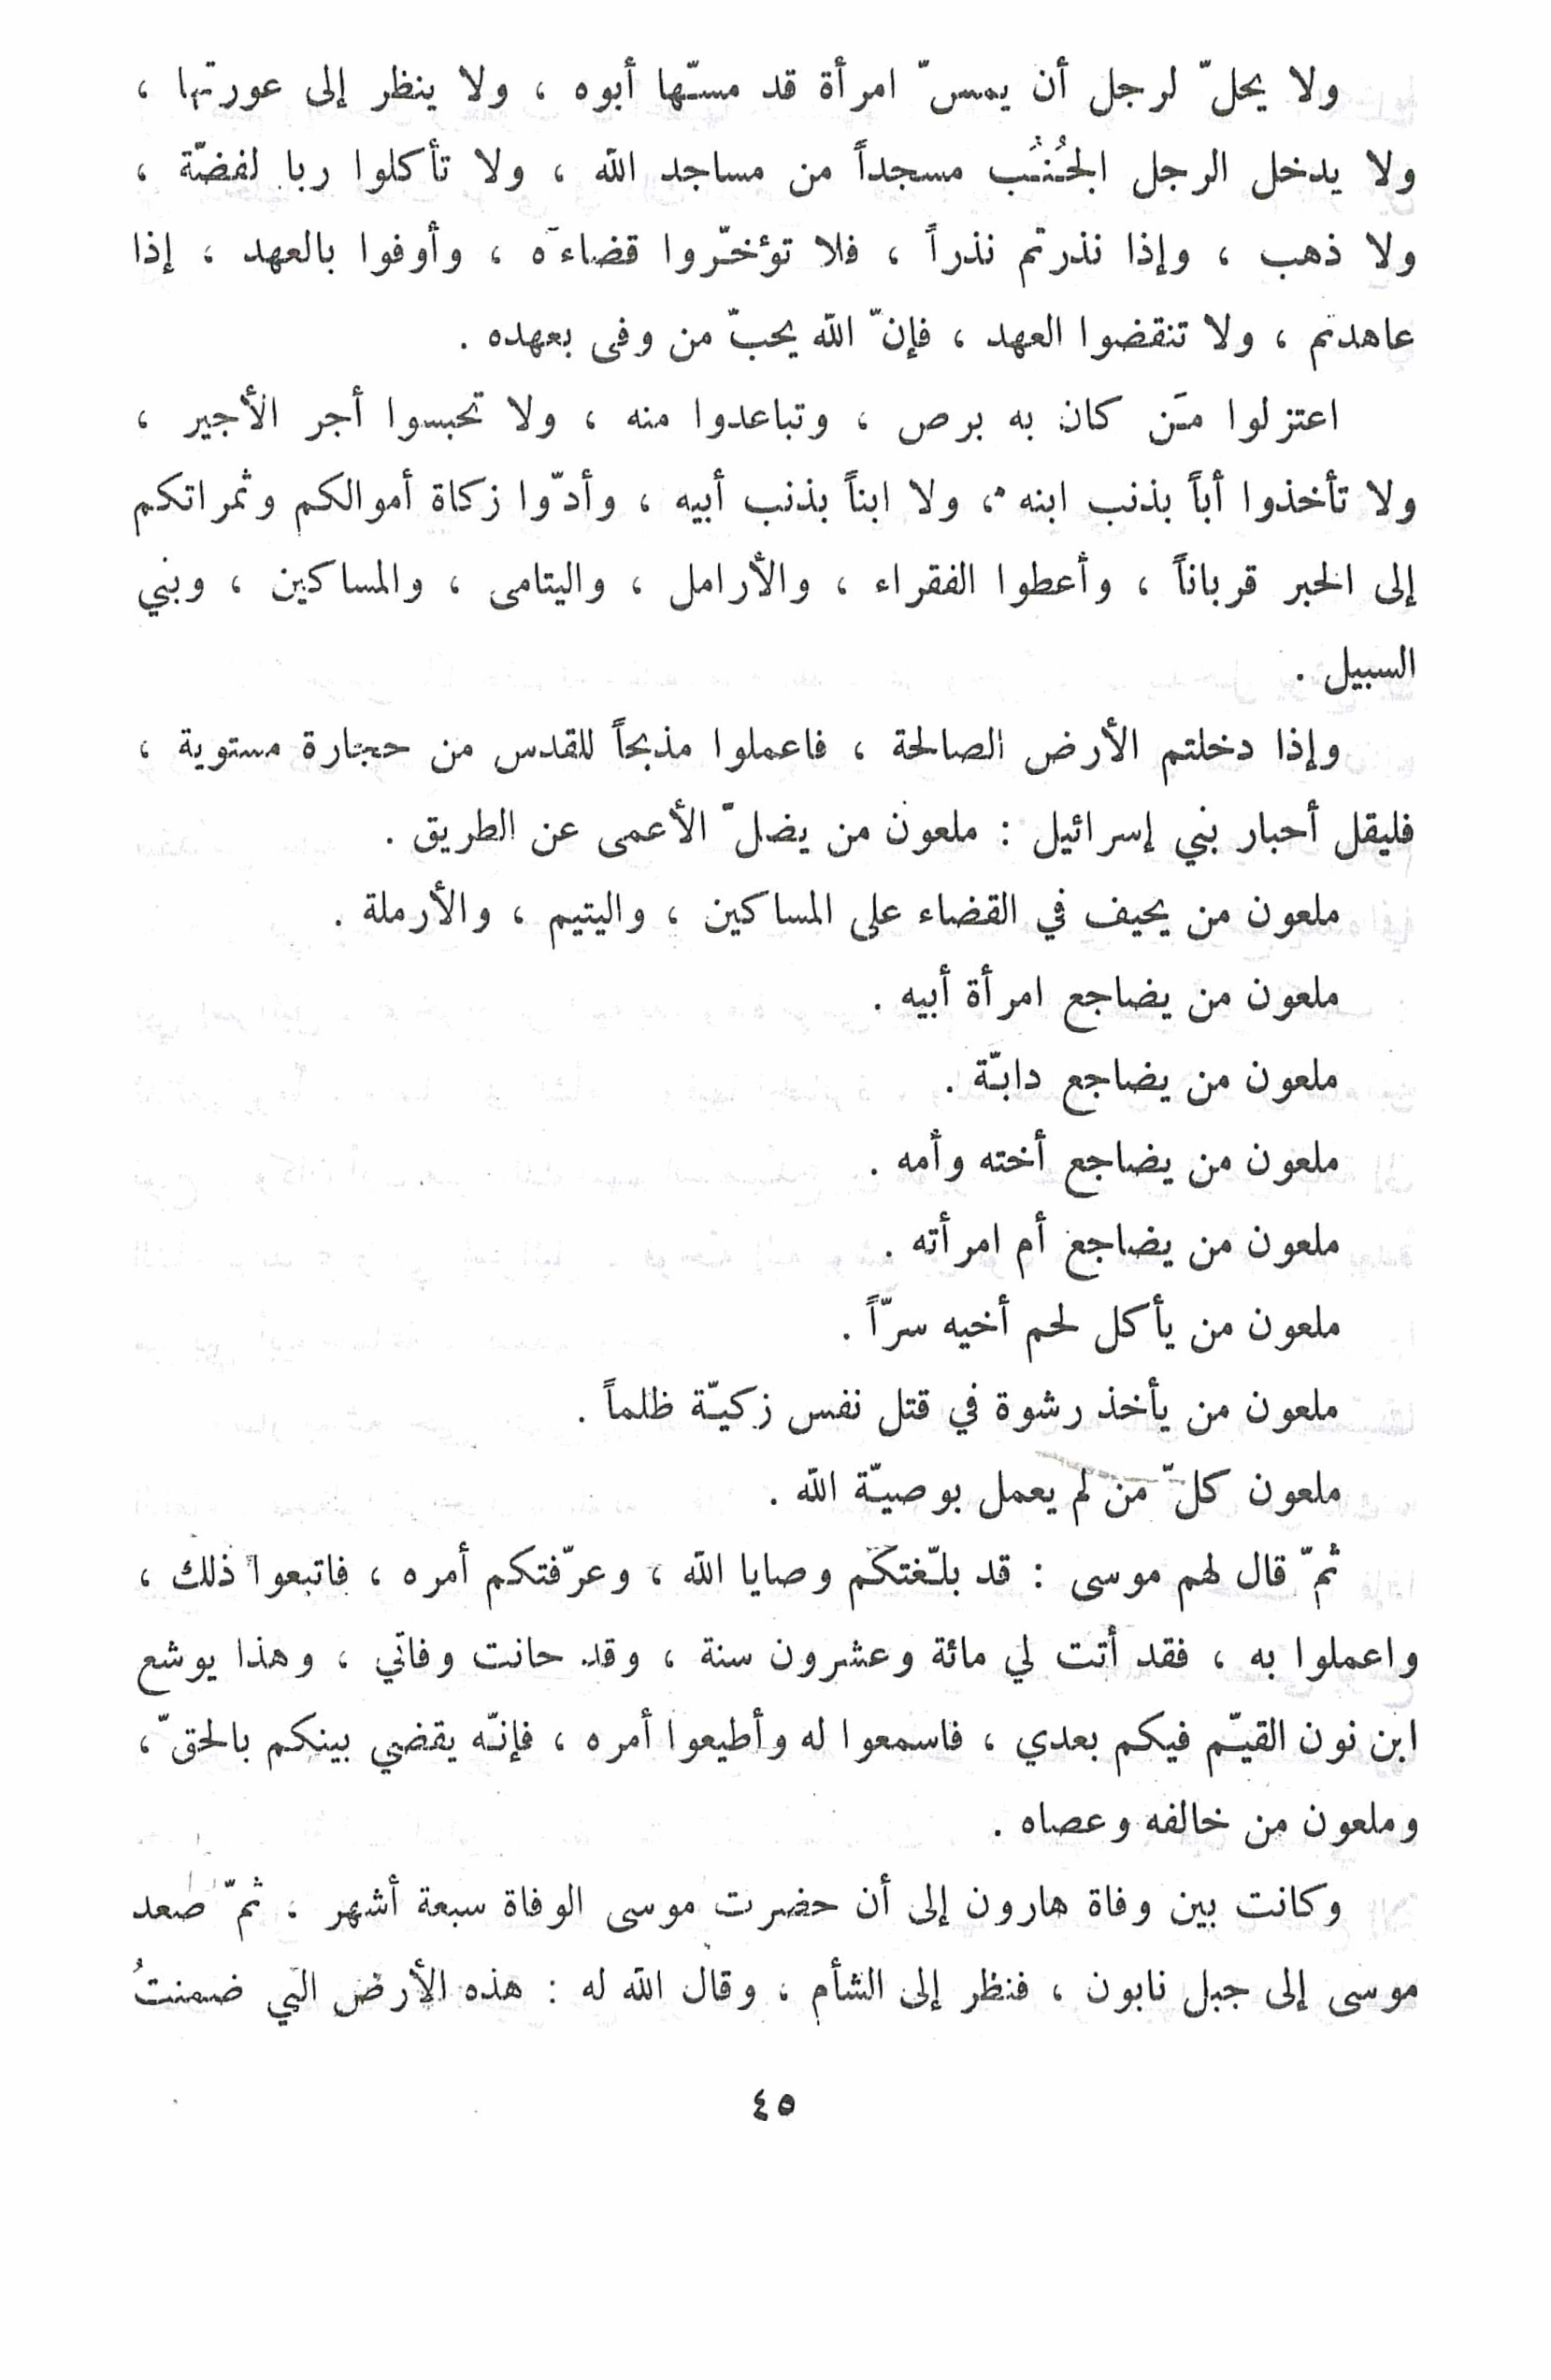 ولا يحلّ لرجل أن يمسّ امرأة قد مسّها أبوه ، ولا ينظر إلى عورتها ،
ولا يدخل الرجل الجُنُب مسجداً من مساجد الله ، ولا تأكلوا ربا لفضّة ،
ولا ذهب ، وإذا نذرتم نذراً ، فلا تؤخّروا قضاءَه ، وأوفوا بالعهد ، إذا
عاهدتم ، ولا تنقضوا العهد ، فإنّ الله يحبّ من وفى بعهده .
اعتزلوا مَن كان به برص ، وتباعدوا منه ، ولا تحبسوا أجر الأجير ،
ولا تأخذوا أباً بذنب ابنه ، ولا ابناً بذنب أبيه ، وأدّوا زكاة أموالكم وثمراتكم
إلى الحبر قرباناً ، وأعطوا الفقراء ، والأرامل ، واليتامى ، والمساكين ، وبني
السبيل .
وإذا دخلتم الأرض الصالحة ، فاعملوا مذبحاً للقدس من حجارة مستوية ،
فليقل أحبار بني إسرائيل : ملعون من يضلّ الأعمى عن الطريق .
ملعون من يحيف في القضاء على المساكين ، واليتيم ، والأرملة .
ملعون من يضاجع امرأة أبيه .
ملعون من يضاجع دابّة .
ملعون من يضاجع أخته وأمه .
ملعون من يضاجع أم امرأته .
ملعون من يأكل لحم أخيه سرّاً .
ملعون من يأخذ رشوة في قتل نفس زكيّة ظلماً .
ملعون كلّ من لم يعمل بوصيّة الله .
ثمّ قال لهم موسى : قد بلّغتكم وصايا الله ، وعرّفتكم أمره ، فاتبعوا ذلك ،
واعملوا به ، فقد أتت لي مائة وعشرون سنة ، وقد حانت وفاتي ، وهذا يوشع
ابن نون القيّم فيكم بعدي ، فاسمعوا له وأطيعوا أمره ، فإنّه يقضي بينكم بالحقّ ،
وملعون من خالفه وعصاه .
وكانت بين وفاة هارون إلى أن حضرت موسى الوفاة سبعة أشهر ، ثمّ صعد
موسى إلى جبل نابون ، فنظر إلى الشأم ، وقال الله له : هذه الأرض التي ضمنتُ
٤٥